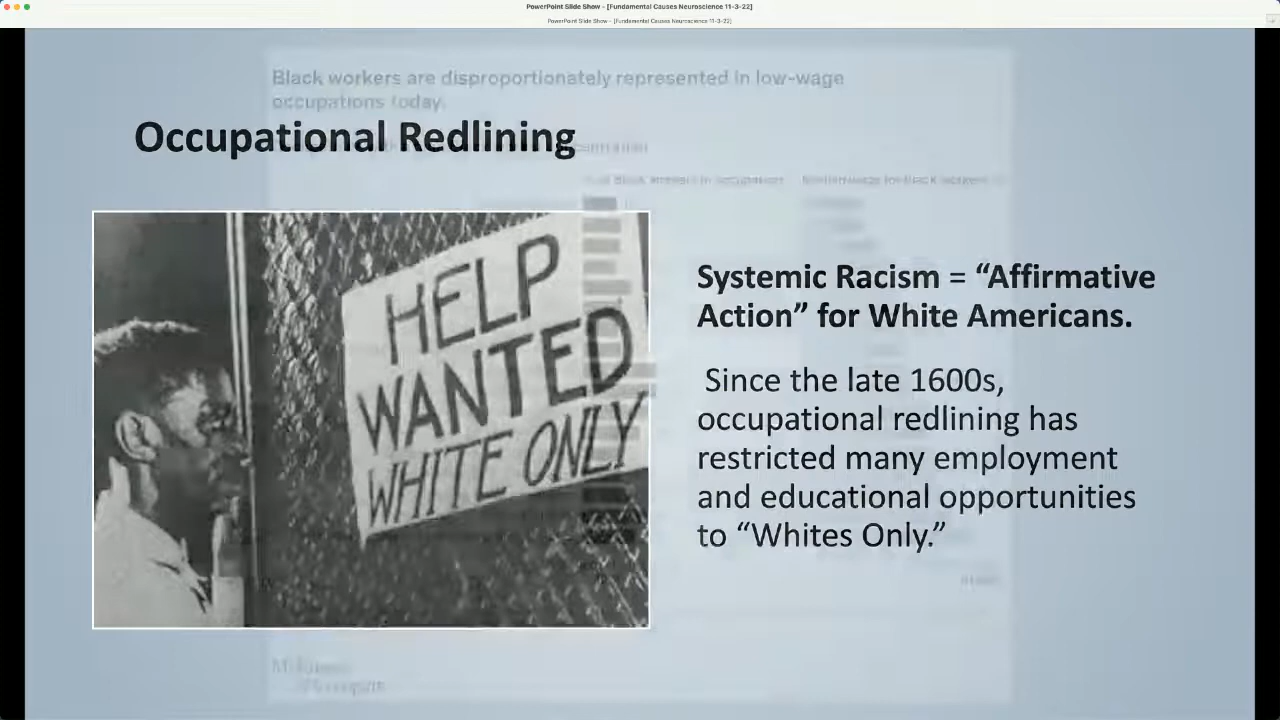 PowerPoint Slide Show - [Fundamental Causes Neuroscience 11-3-22]
PowerPoint Slide Show - [Fundamental Causes Neuroscience 11-3-22]
Black workers are disproportionately represented in low-wage
occupations today.
Occupational Redlining
HELP
WANTED
WHITE ONLY
Systemic Racism = “Affirmative
Action” for White Americans.
Since the late 1600s,
occupational redlining has
restricted many employment
and educational opportunities
to “Whites Only.”